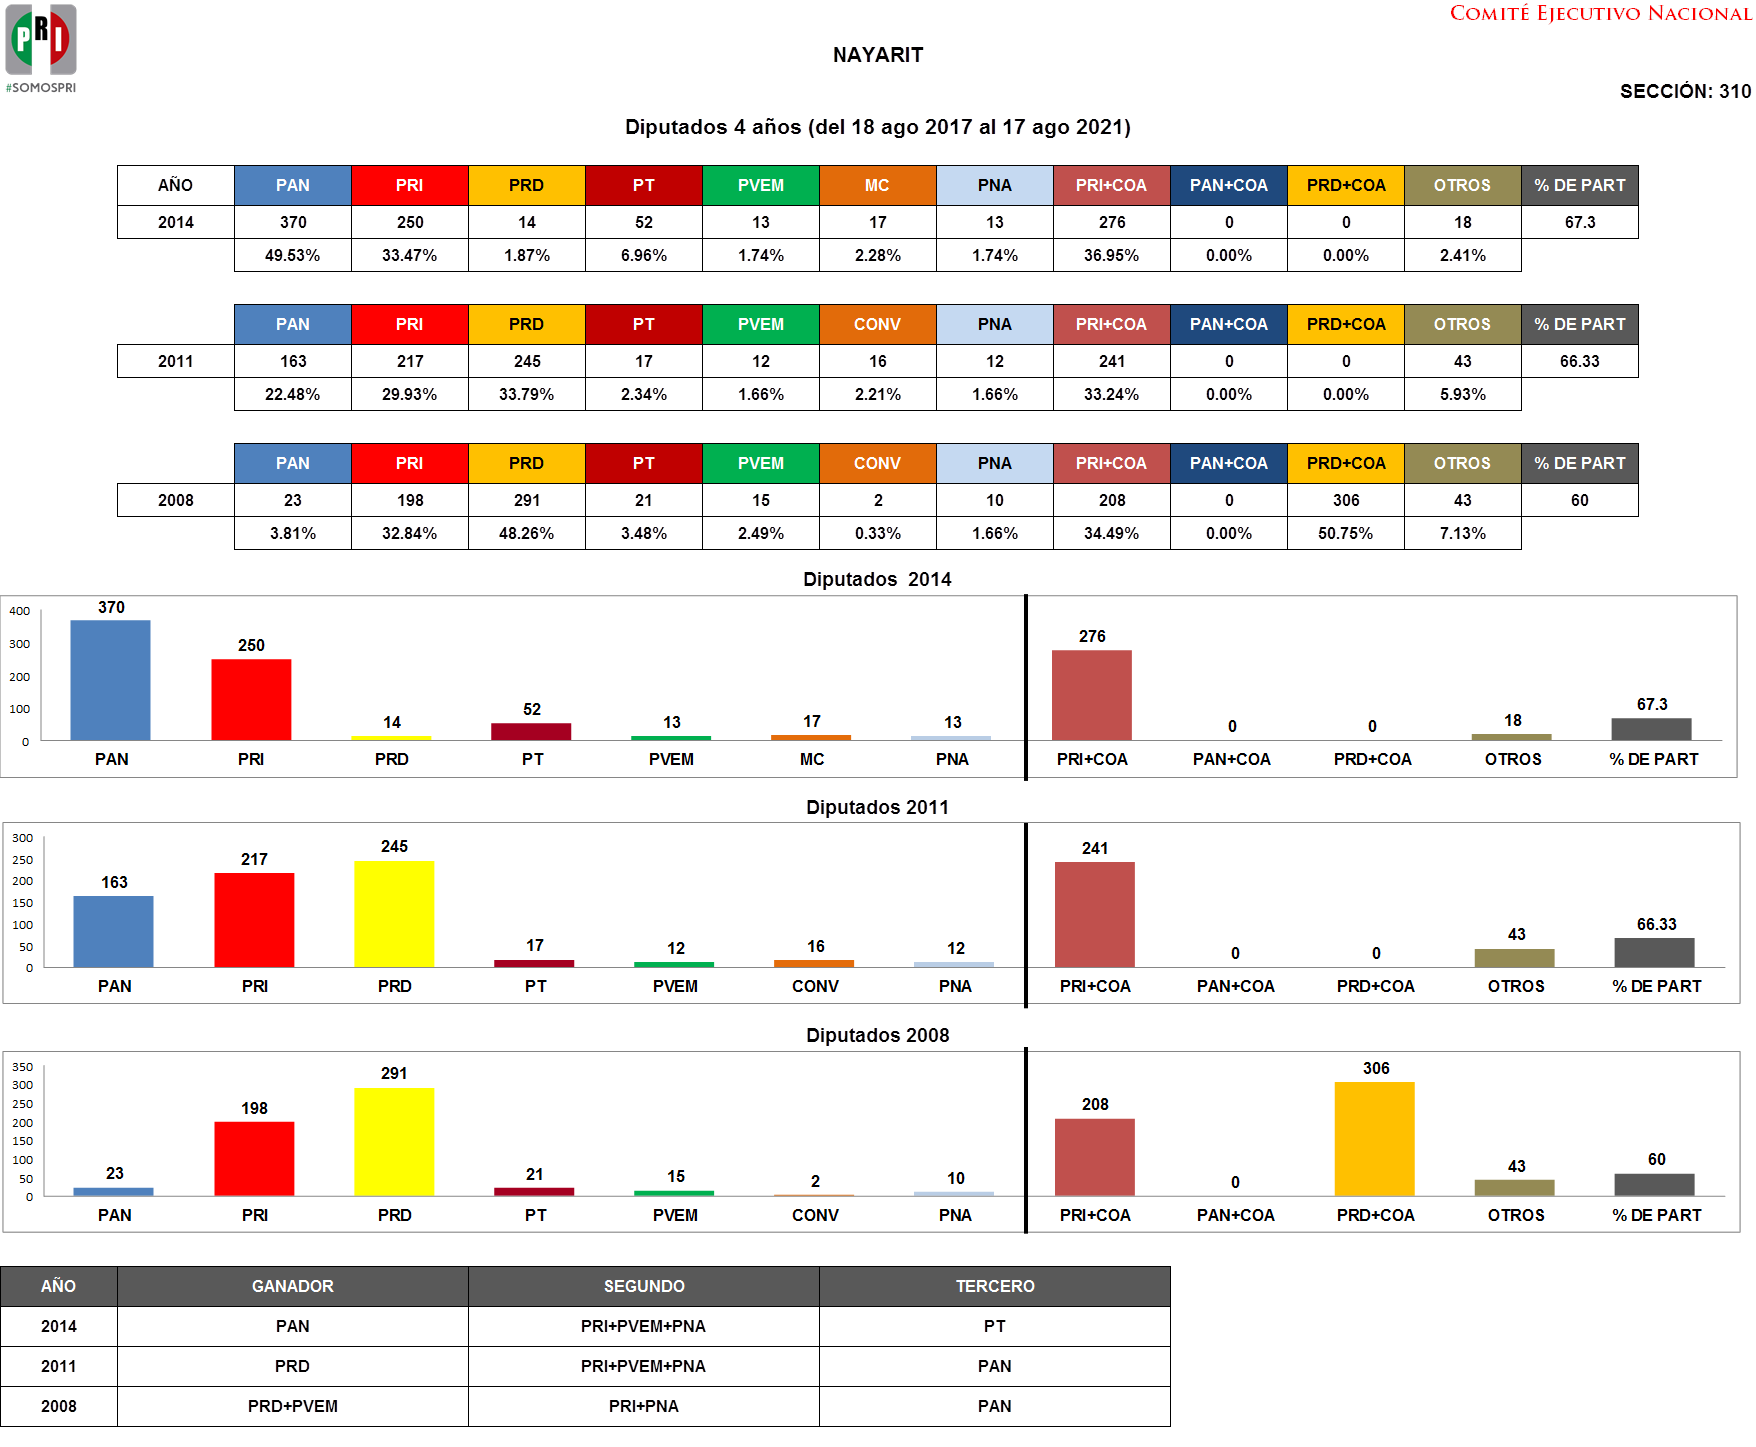 PRI
#SOMOSPRI
COMITÉ EJECUTIVO NACIONAL
NAYARIT
SECCIÓN: 310
Diputados 4 años (del 18 ago 2017 al 17 ago 2021)
AÑO PAN PRI PRD PT PVEM MC PNA PRI+COA PAN+COA PRD+COA OTROS % DE PART
2014 370 250 14 52 13 17 13 276 0 0 18 67.3
49.53% 33.47% 1.87% 6.96% 1.74% 2.28% 1.74% 36.95% 0.00% 0.00% 2.41%
PAN PRI PRD PT PVEM CONV PNA PRI+COA PAN+COA PRD+COA OTROS % DE PART
2011 163 217 245 17 12 16 12 241 0 0 43 66.33
22.48% 29.93% 33.79% 2.34% 1.66% 2.21% 1.66% 33.24% 0.00% 0.00% 5.93%
PAN PRI PRD PT PVEM CONV PNA PRI+COA PAN+COA PRD+COA OTROS % DE PART
2008 23 198 291 21 15 2 10 208 0 306 43 60
3.81% 32.84% 48.26% 3.48% 2.49% 0.33% 1.66% 34.49% 0.00% 50.75% 7.13%
Diputados 2014
400
300
200
100
0
370 250 14 52 13 17 13 276 0 0 18 67.3
PAN PRI PRD PT PVEM MC PNA PRI+COA PAN+COA PRD+COA OTROS % DE PART
Diputados 2011
300
250
200
150
100
50
0
163 217 245 17 12 16 12 241 0 0 43 66.33
PAN PRI PRD PT PVEM CONV PNA PRI+COA PAN+COA PRD+COA OTROS % DE PART
Diputados 2008
350
300
250
200
150
100
50
0
23 198 291 21 15 2 10 208 0 306 43 60
PAN PRI PRD PT PVEM CONV PNA PRI+COA PAN+COA PRD+COA OTROS % DE PART
AÑO GANADOR SEGUNDO TERCERO
2014 PAN PRI+PVEM+PNA PT
2011 PRD PRI+PVEM+PNA PAN
2008 PRD+PVEM PRI+PNA PAN